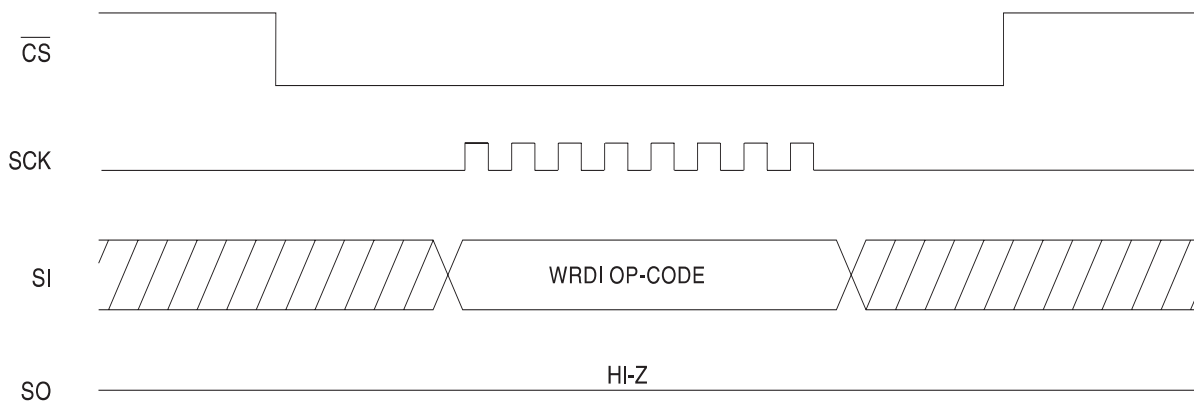 CS
SCK
SI
WRDI OP-CODE
HI-Z
SO